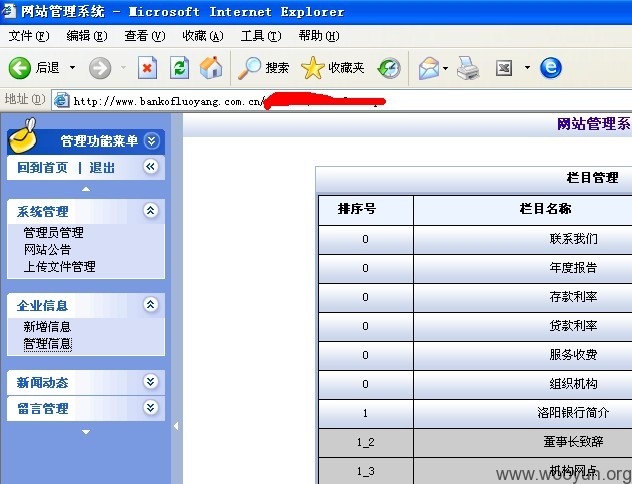 网站管理系统 - Microsoft Internet Explorer
文件(F) 编辑(E) 查看(V) 收藏(A) 工具(T) 帮助(H)
后退 搜索 收藏夹
地址(D) http://www.bankofluoyang.com.cn/
管理功能菜单
回到首页 | 退出
系统管理
管理员管理
网站公告
上传文件管理
企业信息
新增信息
管理信息
新闻动态
留言管理
网站管理系
栏目管理
排序号 栏目名称
0 联系我们
0 年度报告
0 存款利率
0 贷款利率
0 服务收费
0 组织机构
1 洛阳银行简介
1_2 董事长致辞
1_3 机构网点
www.wooyun.org